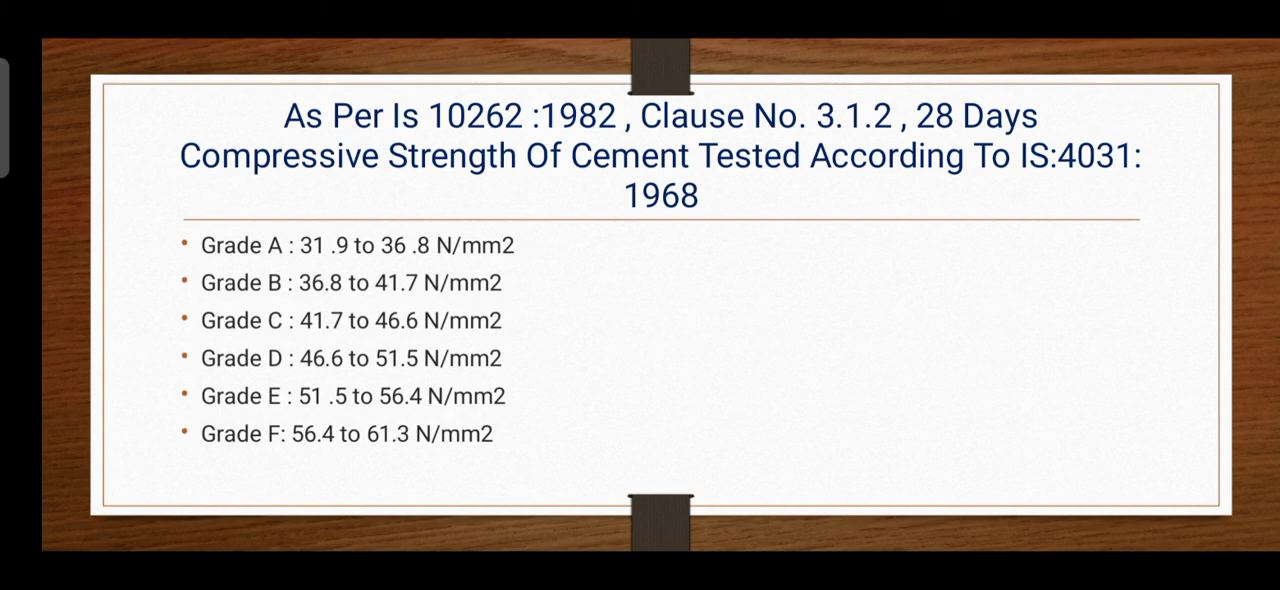 As Per Is 10262 :1982 , Clause No. 3.1.2 , 28 Days
Compressive Strength Of Cement Tested According To IS:4031:
1968
• Grade A : 31 .9 to 36 .8 N/mm2
• Grade B : 36.8 to 41.7 N/mm2
• Grade C : 41.7 to 46.6 N/mm2
• Grade D : 46.6 to 51.5 N/mm2
• Grade E : 51 .5 to 56.4 N/mm2
• Grade F: 56.4 to 61.3 N/mm2